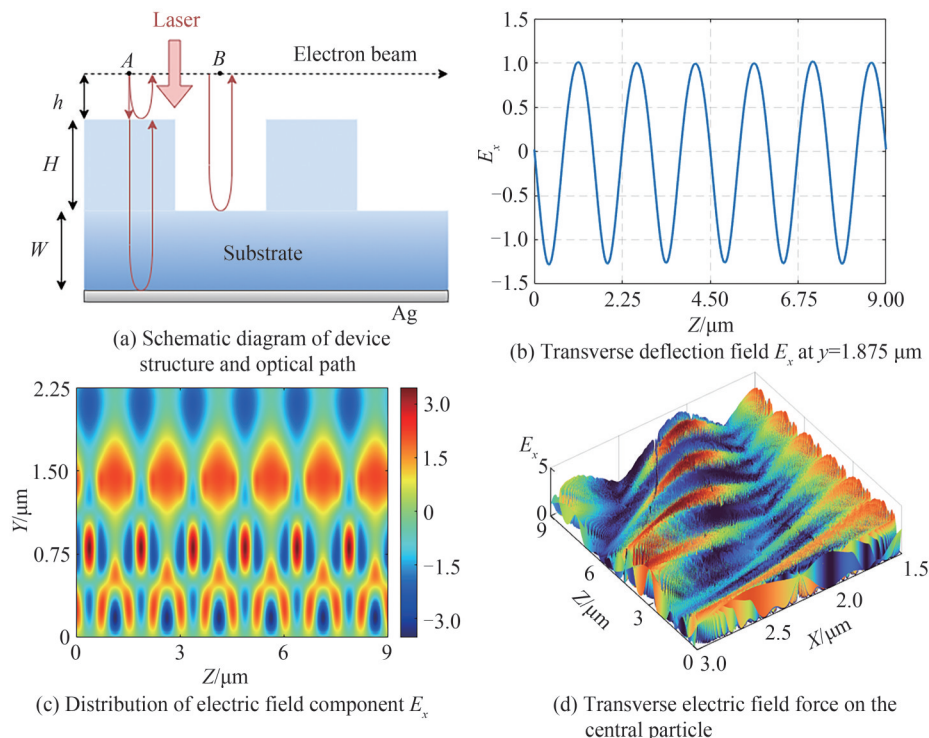 Laser
A
B
Electron beam
h
H
W
Substrate
Ag
(a) Schematic diagram of device
structure and optical path
1.5
1.0
0.5
0
−0.5
−1.0
−1.5
E_x
0
2.25
4.50
6.75
9.00
Z/μm
(b) Transverse deflection field E_x at y=1.875 μm
2.25
1.50
0.75
0
Y/μm
0
3
6
9
Z/μm
3.0
1.5
0
−1.5
−3.0
(c) Distribution of electric field component E_x
E_x
5
0
9
6
3
0
Z/μm
3.0
2.5
2.0
1.5
X/μm
(d) Transverse electric field force on the
central particle